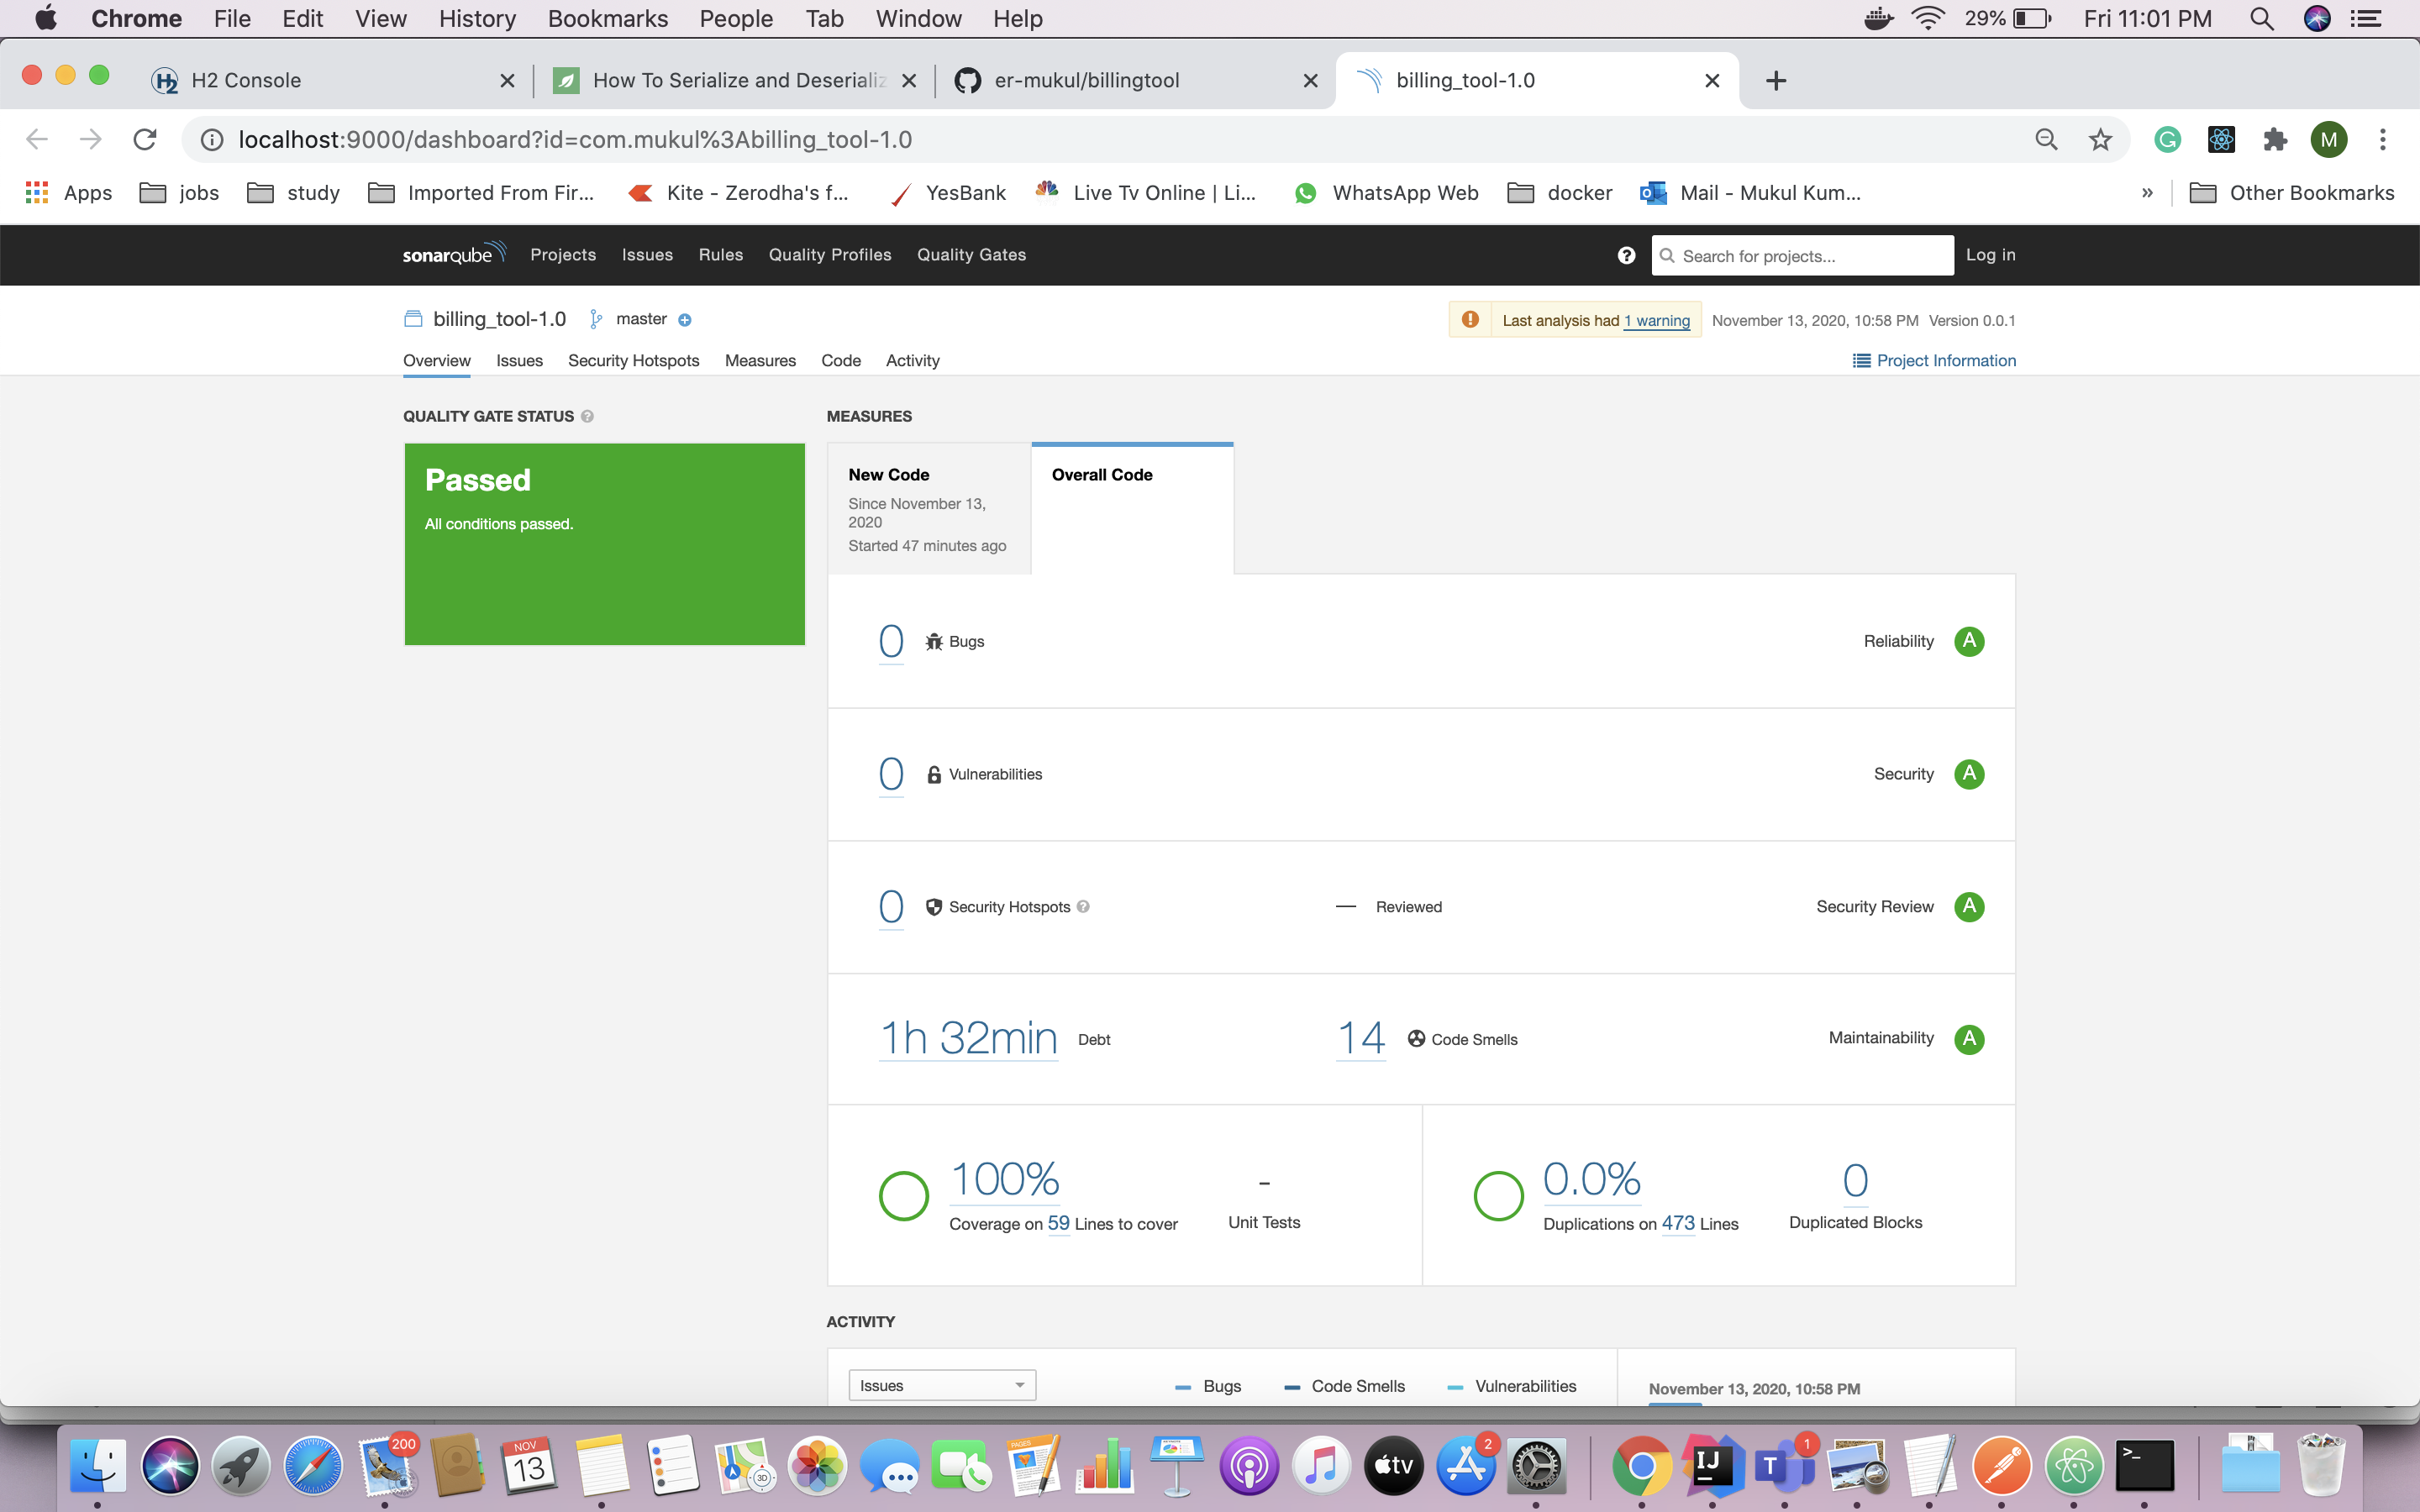 Chrome File Edit View History Bookmarks People Tab Window Help 29% Fri 11:01 PM
H2 H2 Console How To Serialize and Deserializ er-mukul/billingtool billing_tool-1.0
localhost:9000/dashboard?id=com.mukul%3Abilling_tool-1.0 M
Apps jobs study Imported From Fir... Kite - Zerodha's f... YesBank Live Tv Online | Li... WhatsApp Web docker Mail - Mukul Kum... » Other Bookmarks
sonarqube Projects Issues Rules Quality Profiles Quality Gates ? Search for projects... Log in
billing_tool-1.0 master Last analysis had 1 warning November 13, 2020, 10:58 PM Version 0.0.1
Overview Issues Security Hotspots Measures Code Activity Project Information
QUALITY GATE STATUS ? MEASURES
Passed
All conditions passed.
New Code Overall Code
Since November 13,
2020
Started 47 minutes ago
0 Bugs Reliability A
0 Vulnerabilities Security A
0 Security Hotspots ? — Reviewed Security Review A
1h 32min Debt 14 Code Smells Maintainability A
100% - 0.0% 0
Coverage on 59 Lines to cover Unit Tests Duplications on 473 Lines Duplicated Blocks
ACTIVITY
Issues Bugs Code Smells Vulnerabilities November 13, 2020, 10:58 PM
200 NOV 13 3D PAGES tv 2 IJ T 1 >_